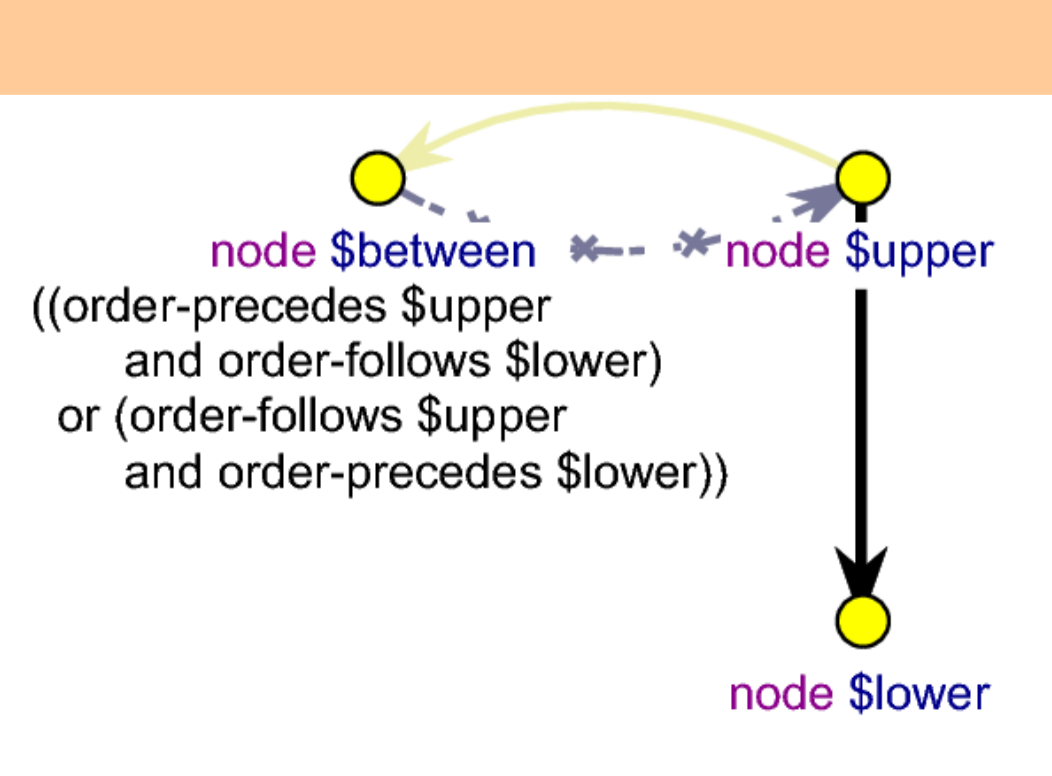 node $between
node $upper
((order-precedes $upper
and order-follows $lower)
or (order-follows $upper
and order-precedes $lower))
node $lower